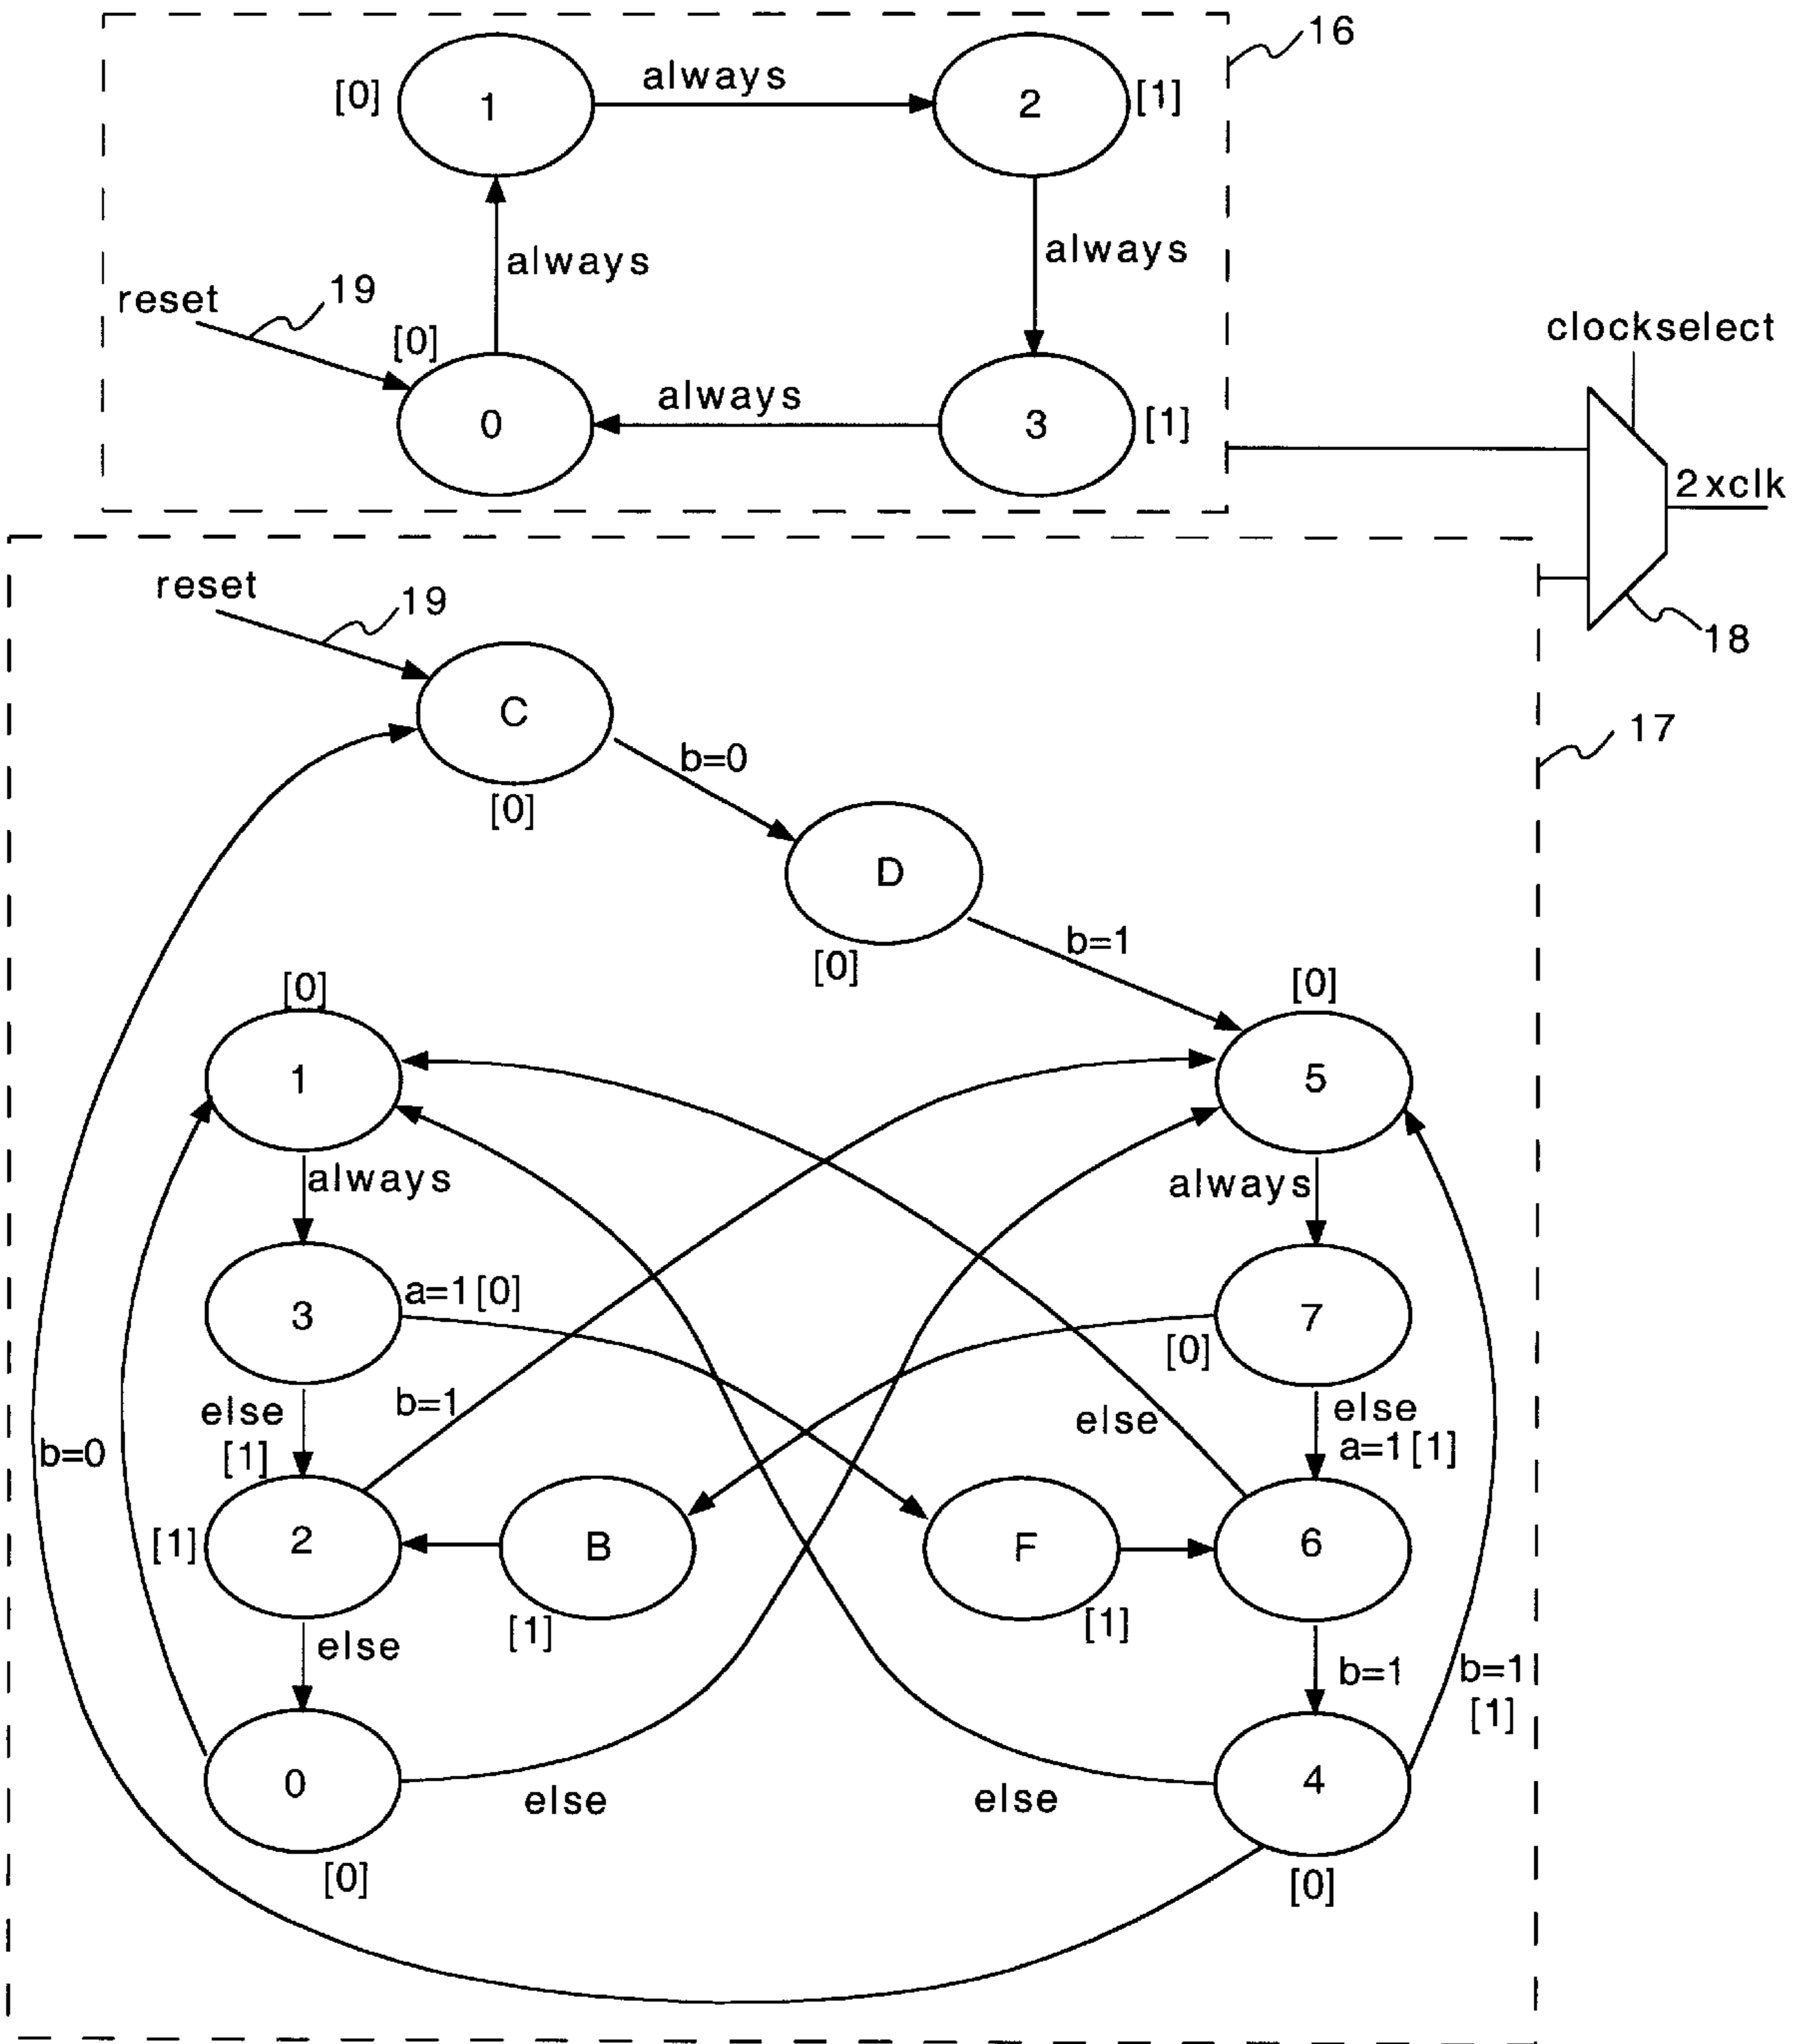 16
[0] 1 always 2 [1]
always always
reset 19
[0]
0 always 3 [1]
clockselect
2xclk
18
reset 19
C
[0]
b=0
D
[0]
b=1
17
[0] [0]
1 5
always always
3 a=1[0] 7
[0]
else b=1 else else
[1] a=1[1]
b=0
[1] 2 B F 6
[1] [1]
else b=1 b=1
[1]
0 4
else else
[0] [0]